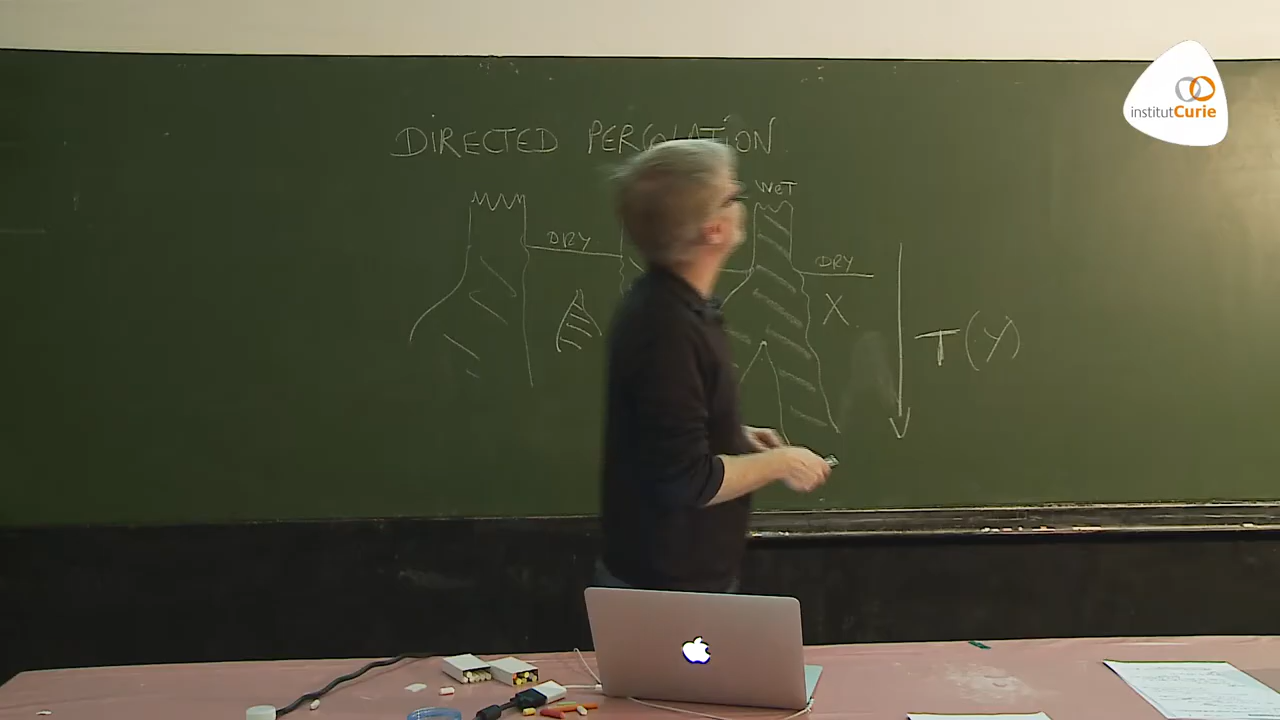 DIRECTED PERCOLATION
WET
DRY
DRY
X
T(Y)
institutCurie